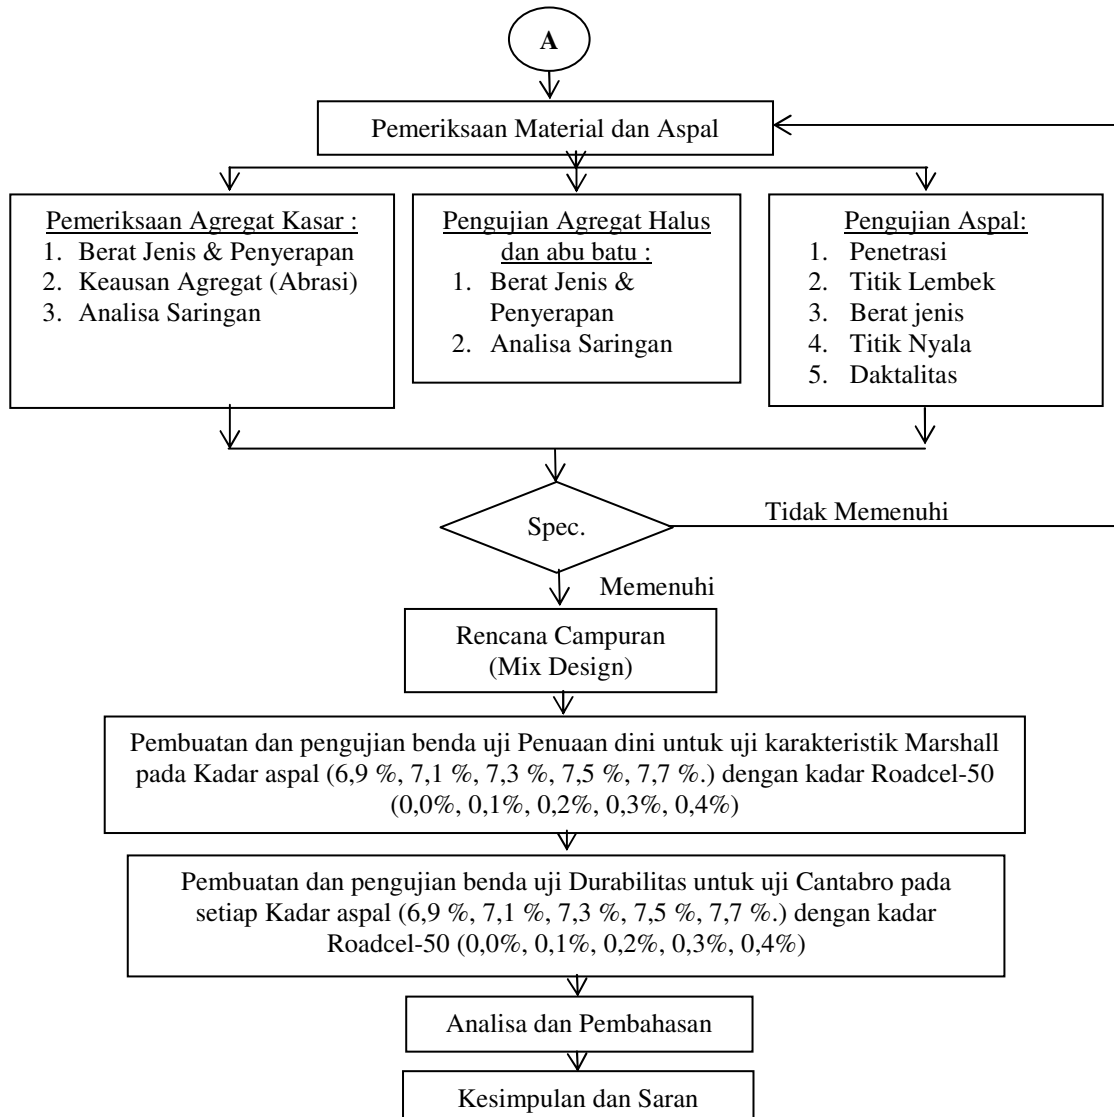 A
Pemeriksaan Material dan Aspal
Pemeriksaan Agregat Kasar :
1. Berat Jenis & Penyerapan
2. Keausan Agregat (Abrasi)
3. Analisa Saringan
Pengujian Agregat Halus
dan abu batu :
1. Berat Jenis &
Penyerapan
2. Analisa Saringan
Pengujian Aspal:
1. Penetrasi
2. Titik Lembek
3. Berat jenis
4. Titik Nyala
5. Daktalitas
Spec.
Tidak Memenuhi
Memenuhi
Rencana Campuran
(Mix Design)
Pembuatan dan pengujian benda uji Penuaan dini untuk uji karakteristik Marshall
pada Kadar aspal (6,9 %, 7,1 %, 7,3 %, 7,5 %, 7,7 %.) dengan kadar Roadcel-50
(0,0%, 0,1%, 0,2%, 0,3%, 0,4%)
Pembuatan dan pengujian benda uji Durabilitas untuk uji Cantabro pada
setiap Kadar aspal (6,9 %, 7,1 %, 7,3 %, 7,5 %, 7,7 %.) dengan kadar
Roadcel-50 (0,0%, 0,1%, 0,2%, 0,3%, 0,4%)
Analisa dan Pembahasan
Kesimpulan dan Saran